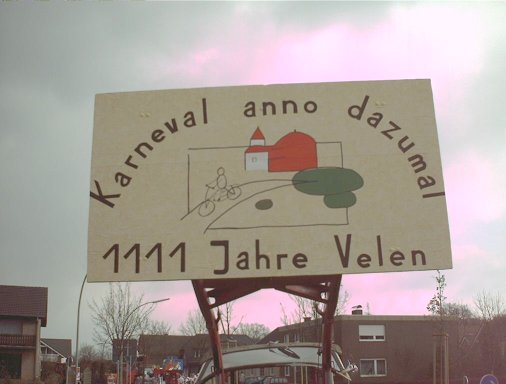 Karneval anno dazumal
1111 Jahre Velen